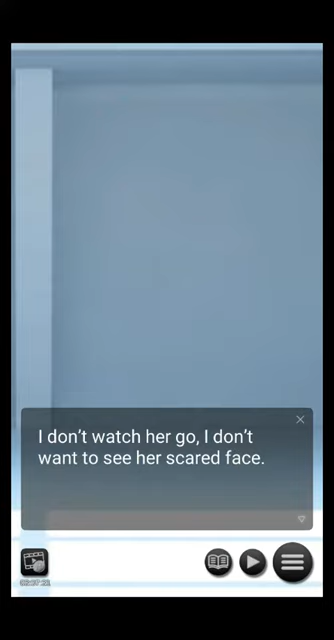 I don't watch her go, I don't
want to see her scared face.